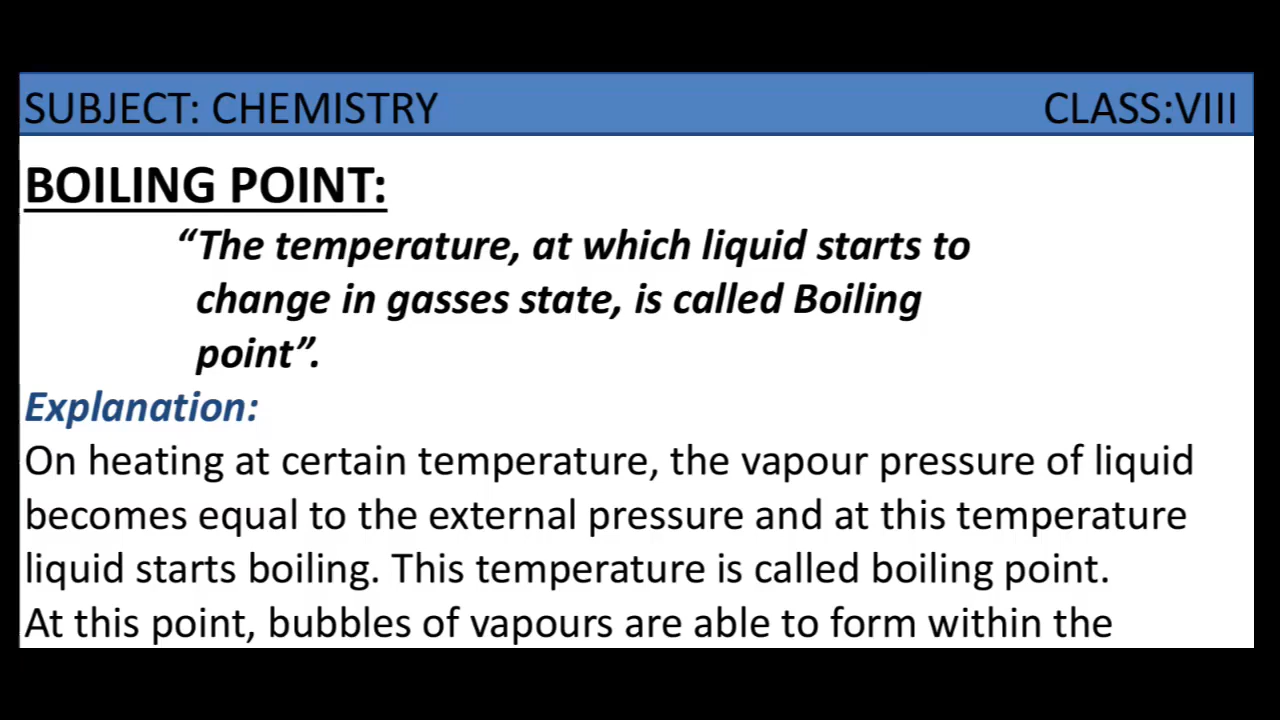 SUBJECT: CHEMISTRY CLASS:VIII
BOILING POINT:
“The temperature, at which liquid starts to
change in gasses state, is called Boiling
point”.
Explanation:
On heating at certain temperature, the vapour pressure of liquid
becomes equal to the external pressure and at this temperature
liquid starts boiling. This temperature is called boiling point.
At this point, bubbles of vapours are able to form within the